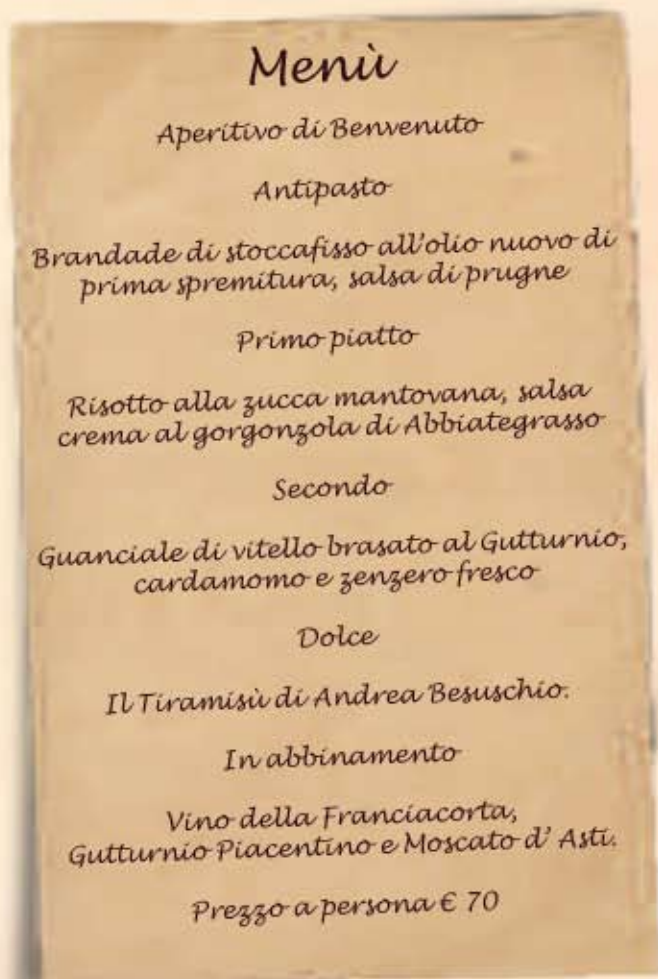 Menù
Aperitivo di Benvenuto
Antipasto
Brandade di stoccafisso all'olio nuovo di
prima spremitura, salsa di prugne
Primo piatto
Risotto alla zucca mantovana, salsa
crema al gorgonzola di Abbiategrasso
Secondo
Guanciale di vitello brasato al Gutturnio,
cardamomo e zenzero fresco
Dolce
Il Tiramisù di Andrea Besuschio.
In abbinamento
Vino della Franciacorta,
Gutturnio Piacentino e Moscato d' Asti.
Prezzo a persona € 70